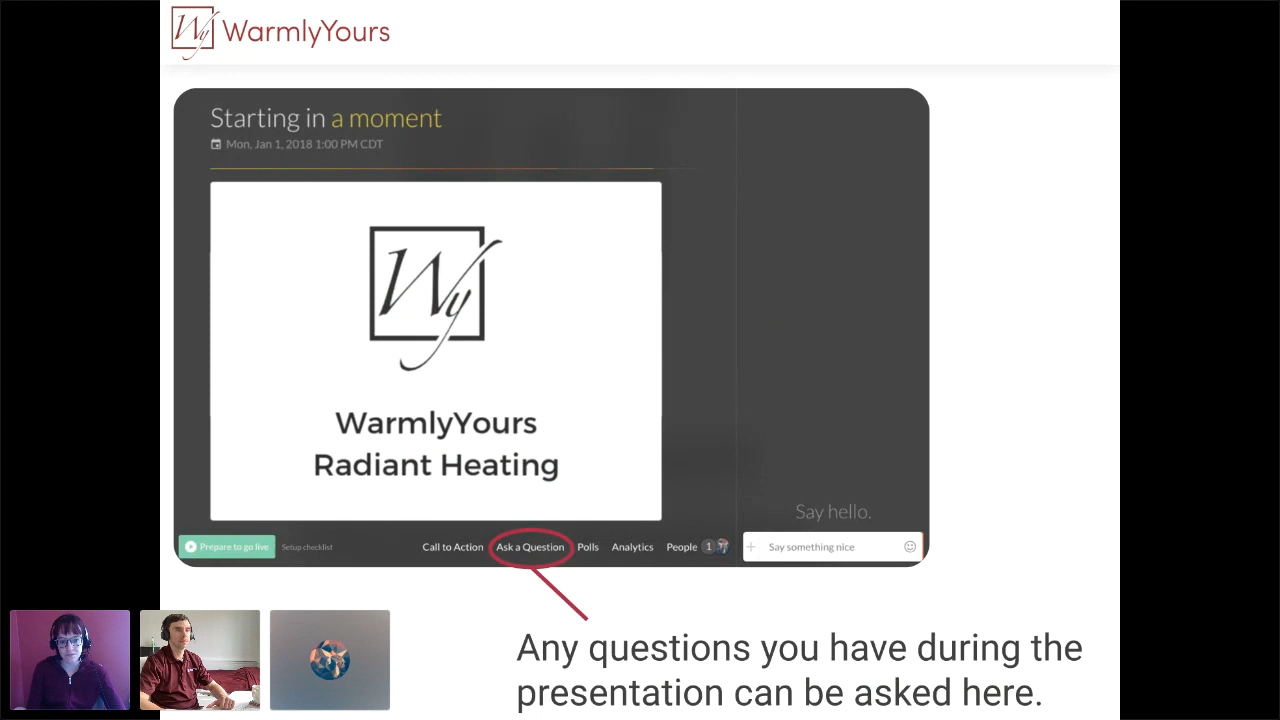 Wy WarmlyYours
Starting in a moment
Mon, Jan 1, 2018 1:00 PM CDT
Wy
WarmlyYours
Radiant Heating
Say hello.
Prepare to go live
Setup checklist
Call to Action
Ask a Question
Polls
Analytics
People 1
+ Say something nice
Any questions you have during the
presentation can be asked here.